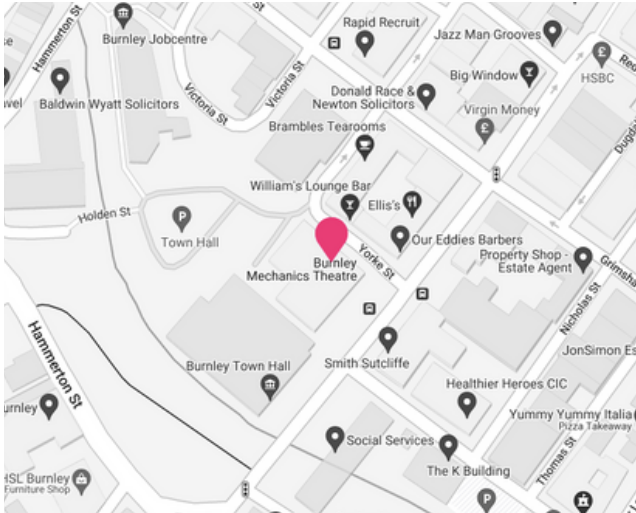 Rapid Recruit
Burnley Jobcentre
Jazz Man Grooves
Hammerton St
HSBC
Big Window
Baldwin Wyatt Solicitors
Victoria St
Victoria St
Donald Race &
Newton Solicitors
Virgin Money
Brambles Tearooms
William's Lounge Bar
Ellis's
Holden St
Town Hall
Our Eddies Barbers
Yorke St
Burnley
Mechanics Theatre
Property Shop -
Estate Agent
Nicholas St
Hammerton St
Burnley Town Hall
Smith Sutcliffe
JonSimon Es
Healthier Heroes CIC
urnley
Yummy Yummy Italia
Pizza Takeaway
Social Services
The K Building
Thomas St
HSL Burnley
Furniture Shop